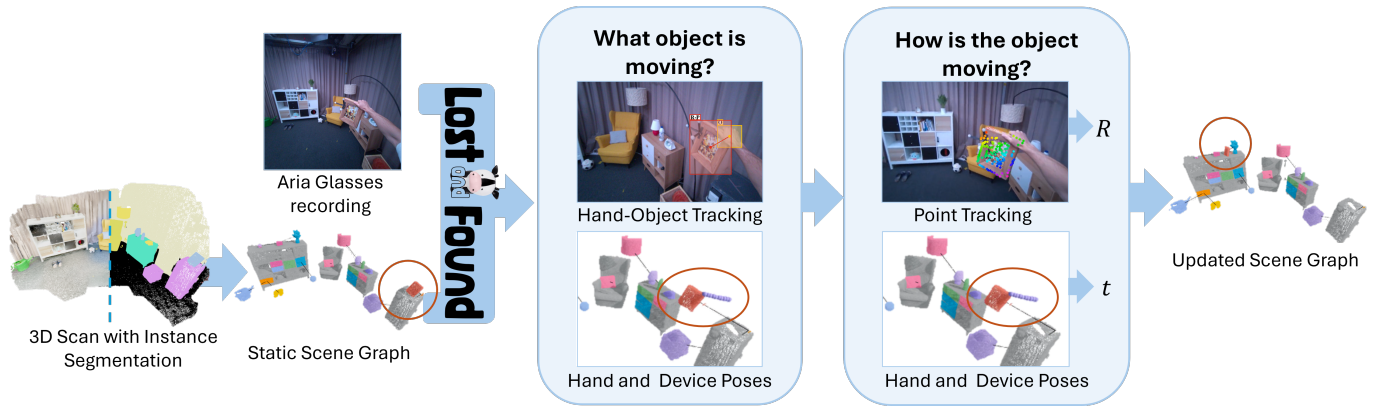 Aria Glasses
recording
3D Scan with Instance
Segmentation
Static Scene Graph
Lost and Found
What object is
moving?
Hand-Object Tracking
Hand and Device Poses
How is the object
moving?
R
Point Tracking
t
Hand and Device Poses
Updated Scene Graph